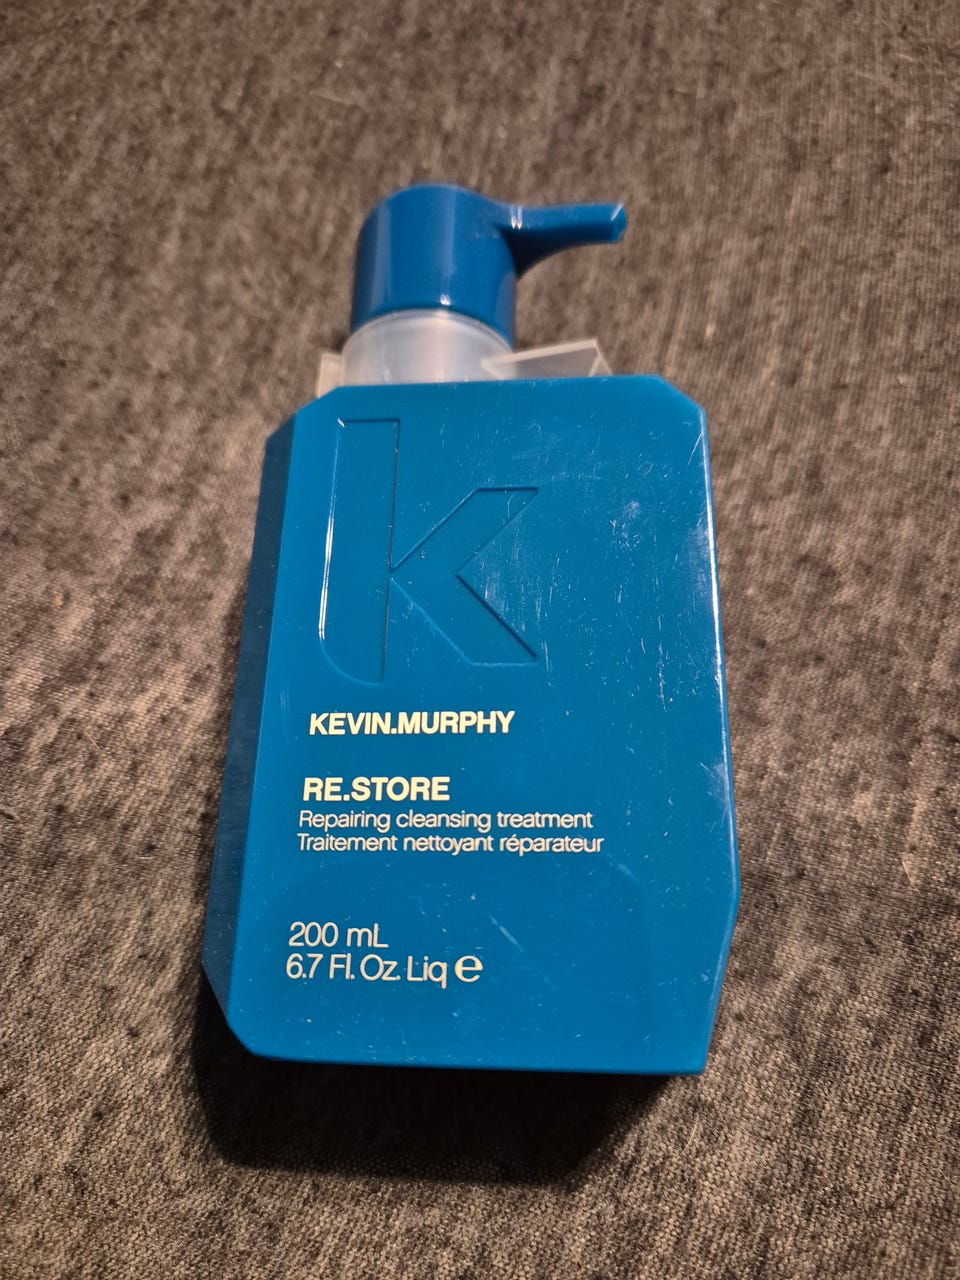 K
KEVIN.MURPHY
RE.STORE
Repairing cleansing treatment
Traitement nettoyant réparateur
200 mL
6.7 Fl. Oz. Liq ℮